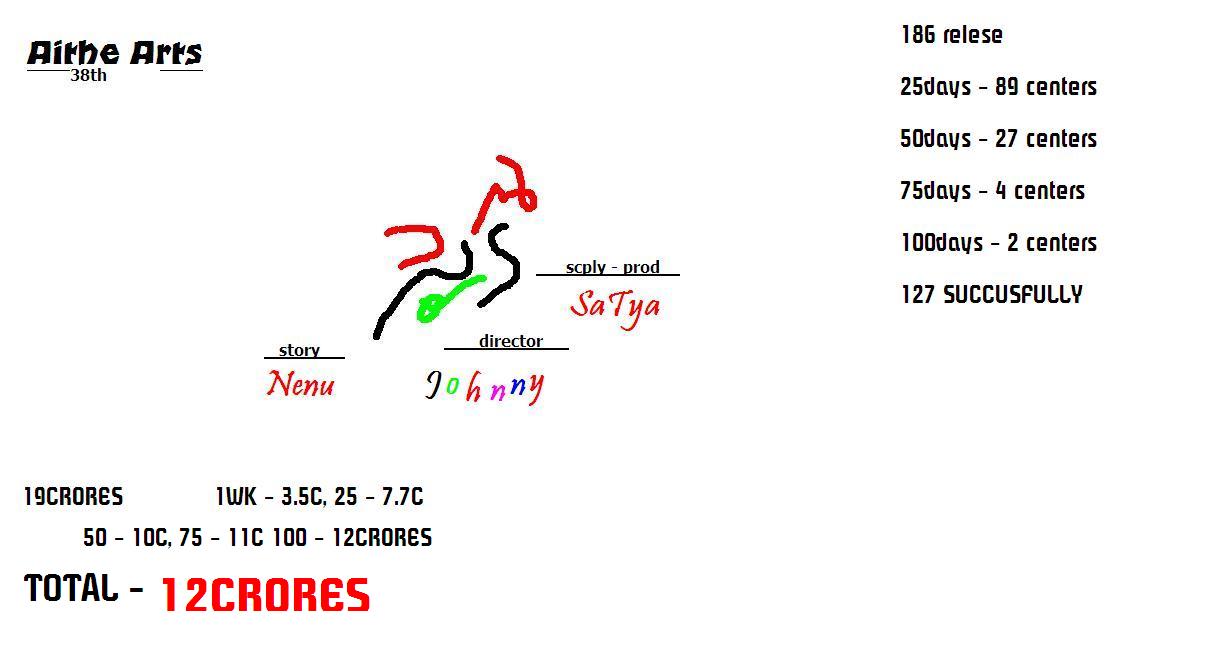 Aithe Arts
38th
186 relese
25days - 89 centers
50days - 27 centers
75days - 4 centers
100days - 2 centers
127 SUCCUSFULLY
scply - prod
SaTya
director
Johnny
story
Nenu
19CRORES 1WK - 3.5C, 25 - 7.7C
50 - 10C, 75 - 11C 100 - 12CRORES
TOTAL - 12CRORES